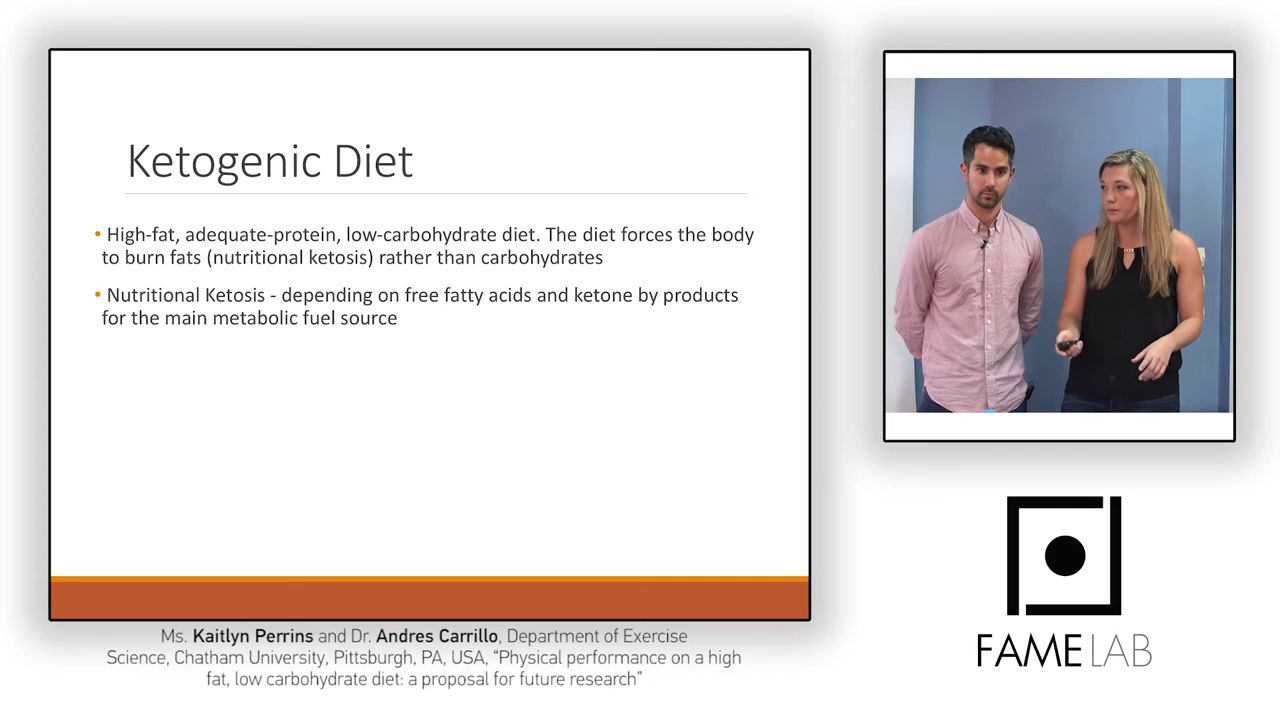 Ketogenic Diet
• High-fat, adequate-protein, low-carbohydrate diet. The diet forces the body
to burn fats (nutritional ketosis) rather than carbohydrates
• Nutritional Ketosis - depending on free fatty acids and ketone by products
for the main metabolic fuel source
Ms. Kaitlyn Perrins and Dr. Andres Carrillo, Department of Exercise
Science, Chatham University, Pittsburgh, PA, USA, “Physical performance on a high
fat, low carbohydrate diet: a proposal for future research”
FAME LAB